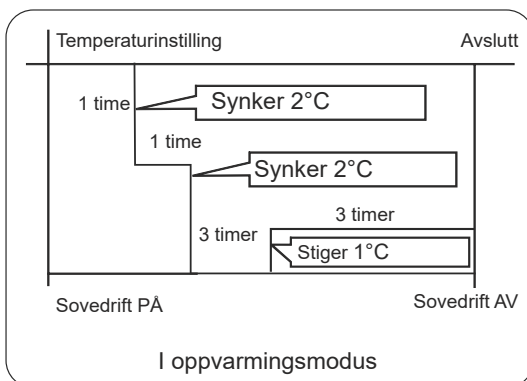 Temperaturinstilling
Avslutt
1 time
Synker 2°C
1 time
Synker 2°C
3 timer
3 timer
Stiger 1°C
Sovedrift PÅ
Sovedrift AV
I oppvarmingsmodus